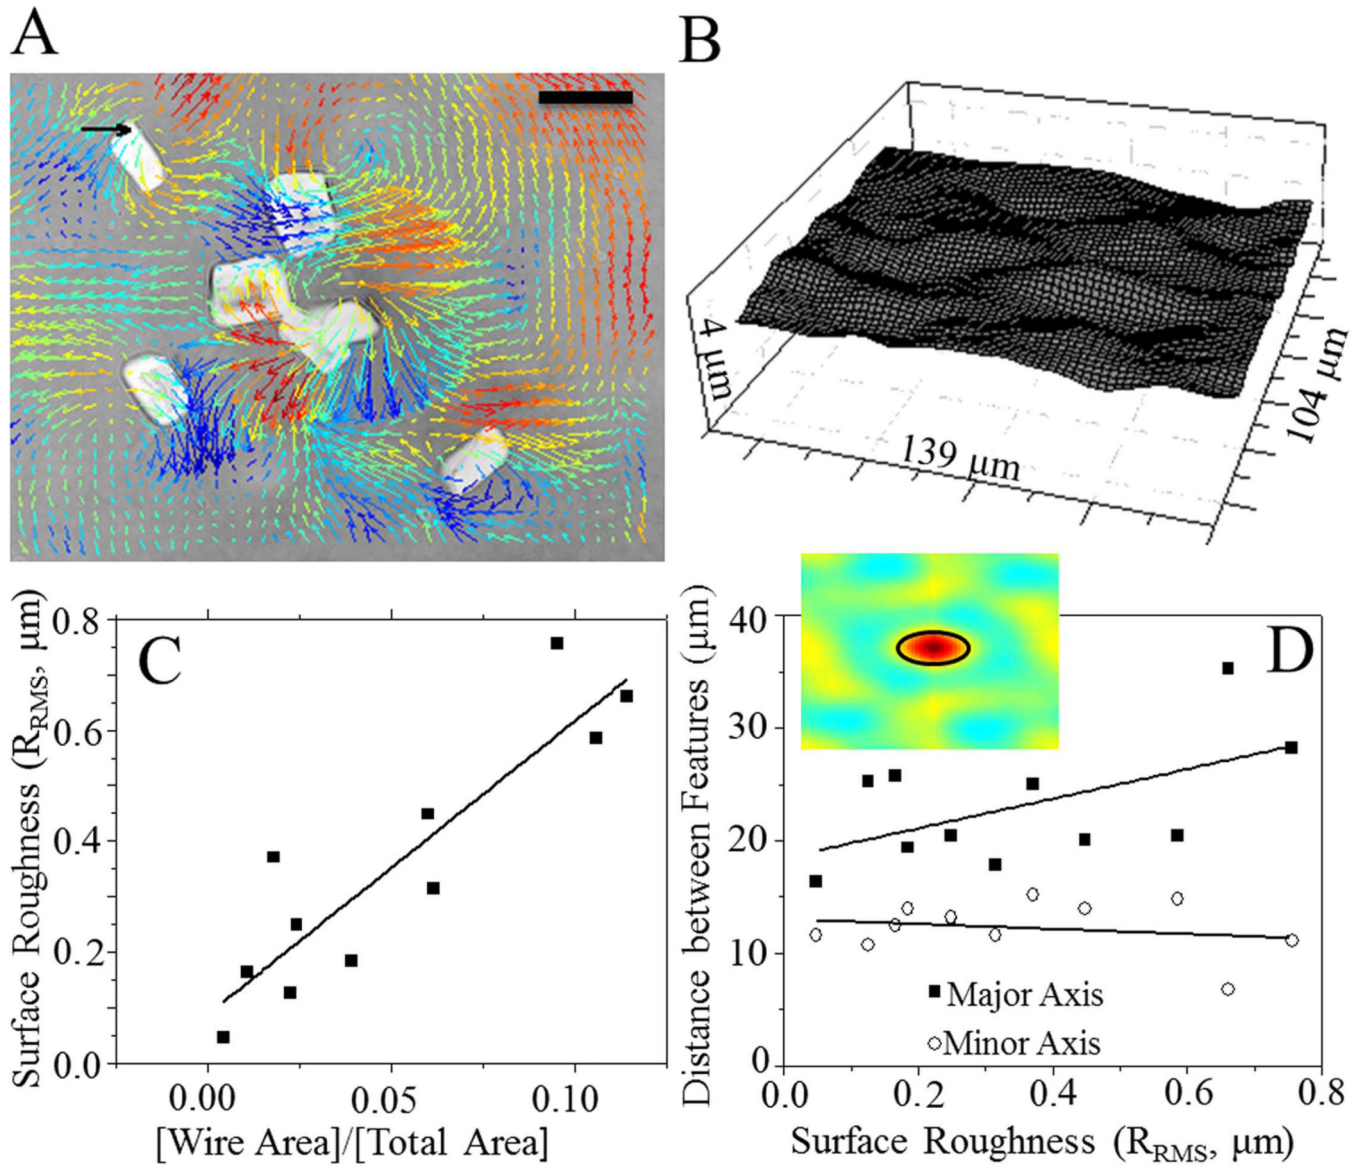 A
B
4 μm
139 μm
104 μm
C
Surface Roughness (R_RMS, μm)
0.8
0.6
0.4
0.2
0.0
0.00 0.05 0.10
[Wire Area]/[Total Area]
D
Distance between Features (μm)
40
30
20
10
0
Major Axis
Minor Axis
0.0 0.2 0.4 0.6 0.8
Surface Roughness (R_RMS, μm)